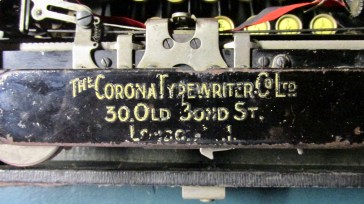 THE CORONA TYPEWRITER. CO LTD
30, OLD BOND ST.